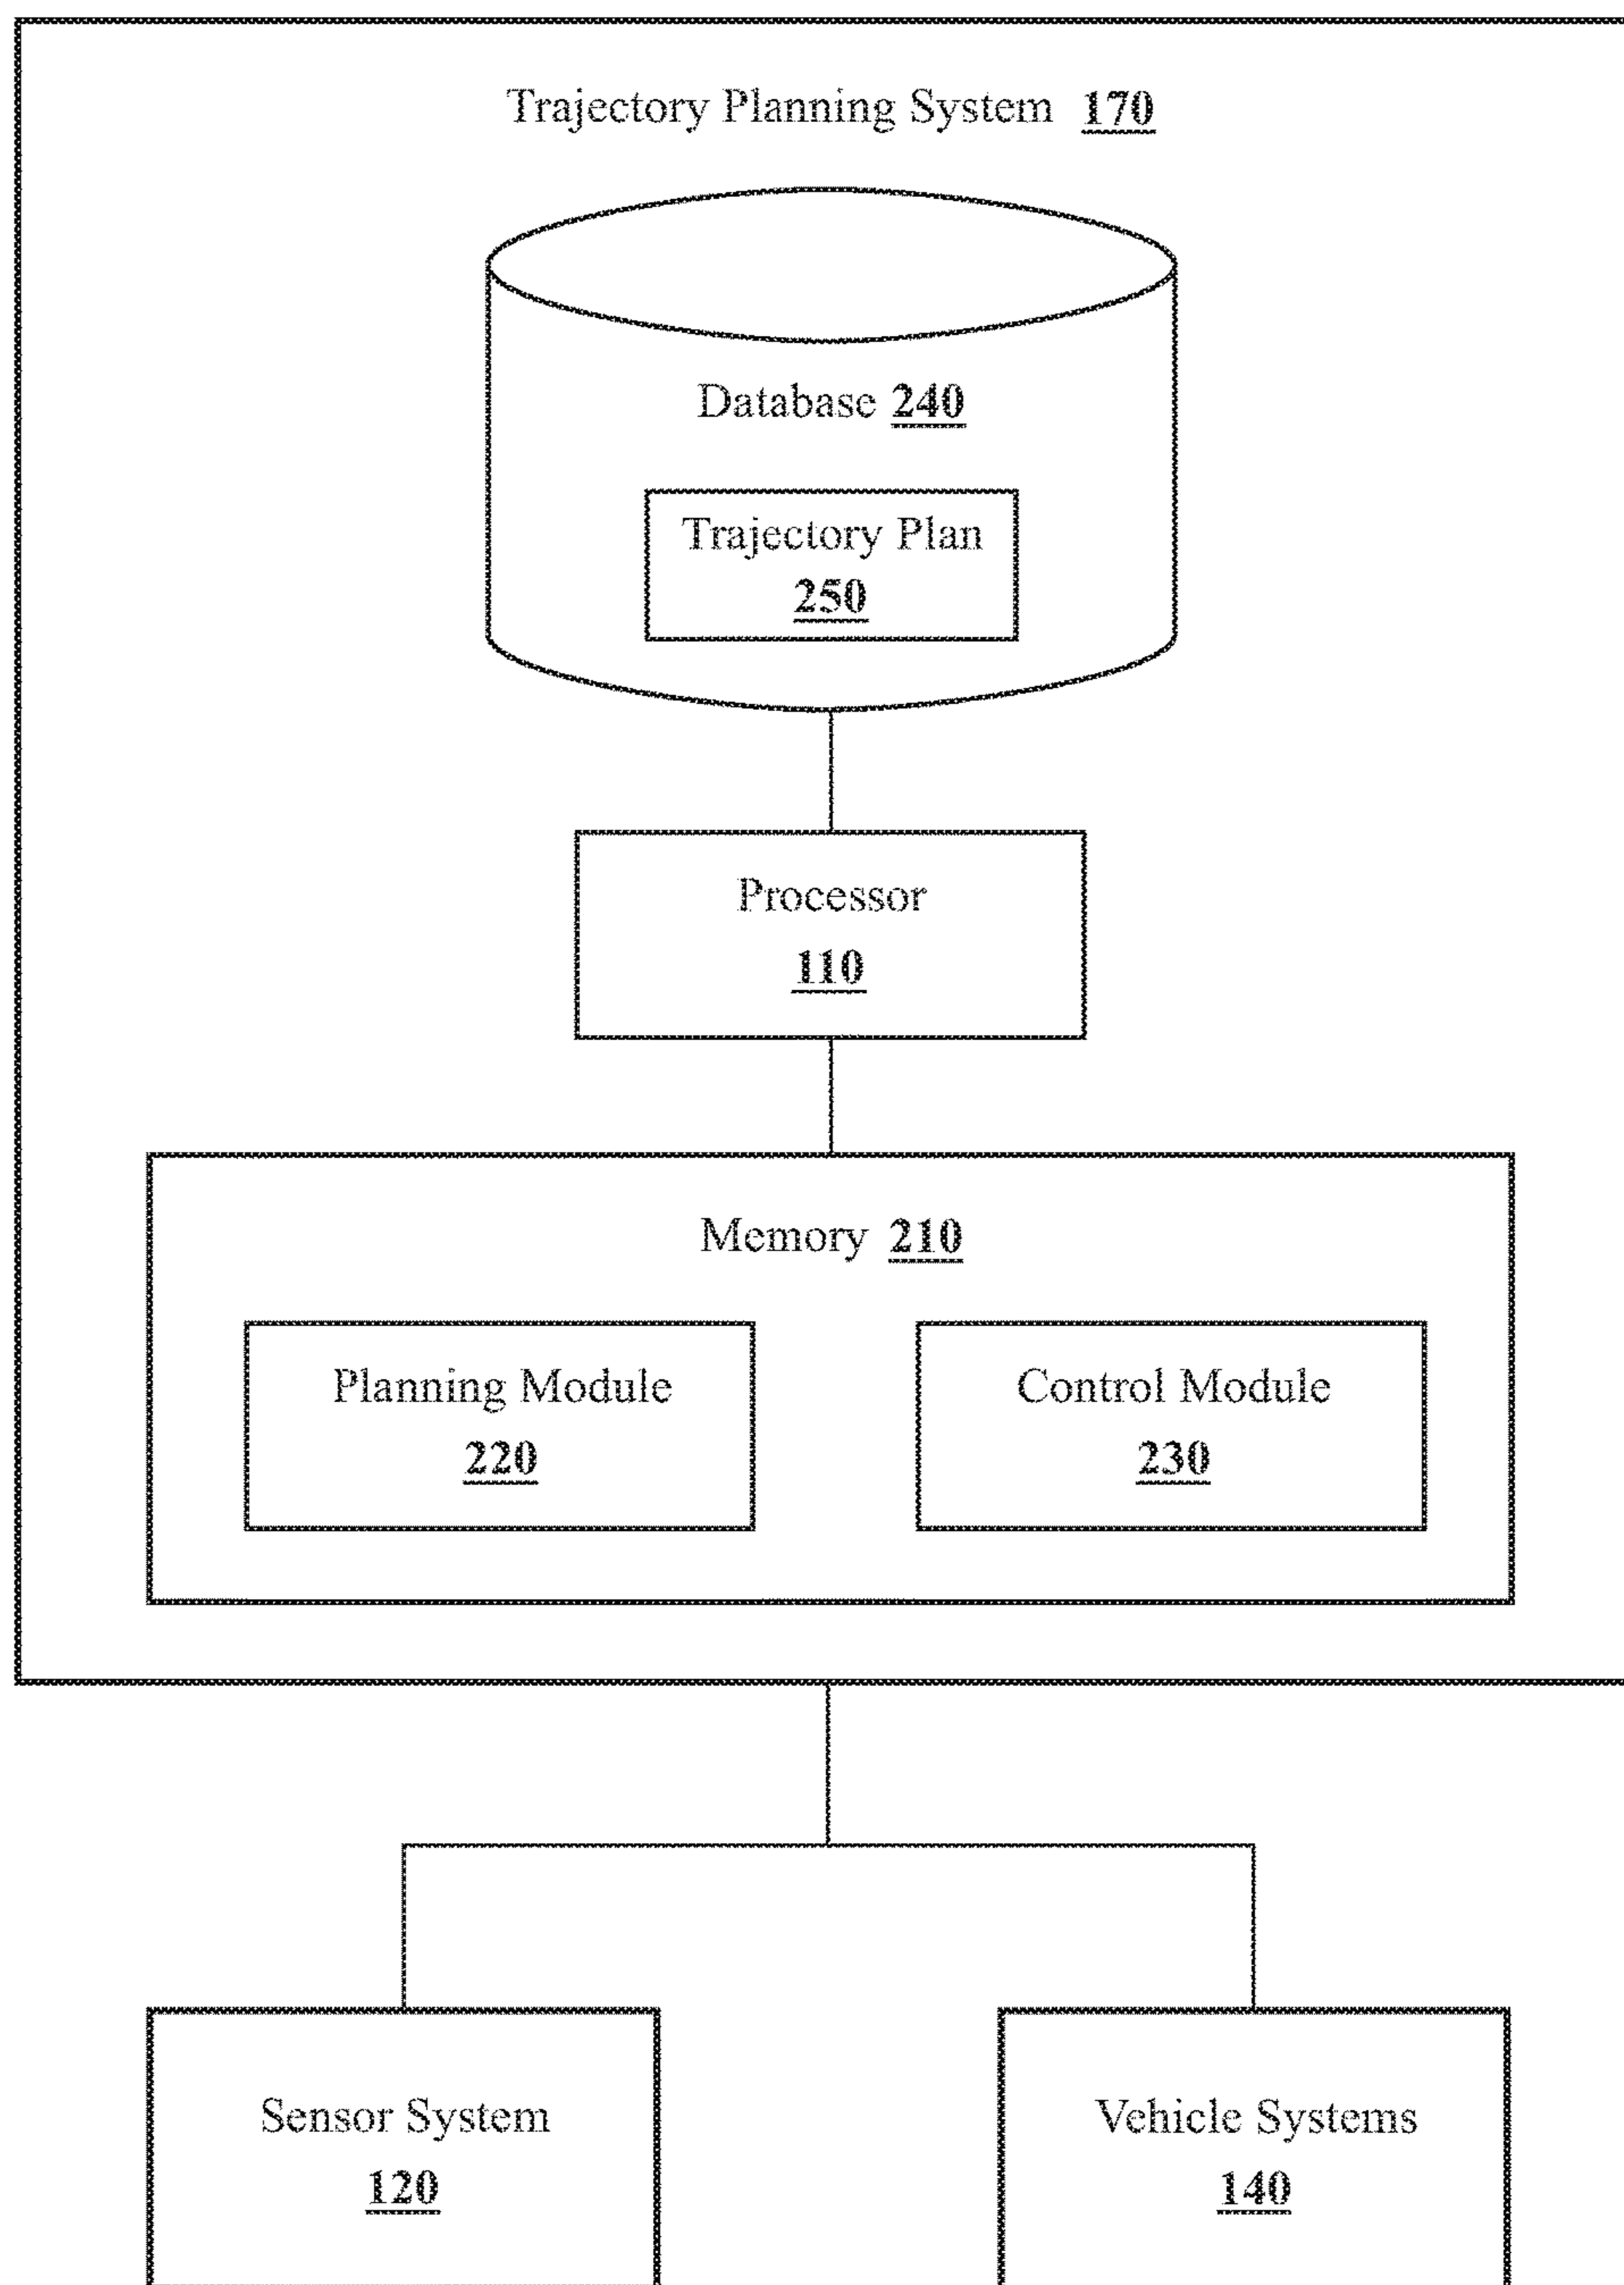 Trajectory Planning System 170
Database 240
Trajectory Plan
250
Processor
110
Memory 210
Planning Module
220
Control Module
230
Sensor System
120
Vehicle Systems
140